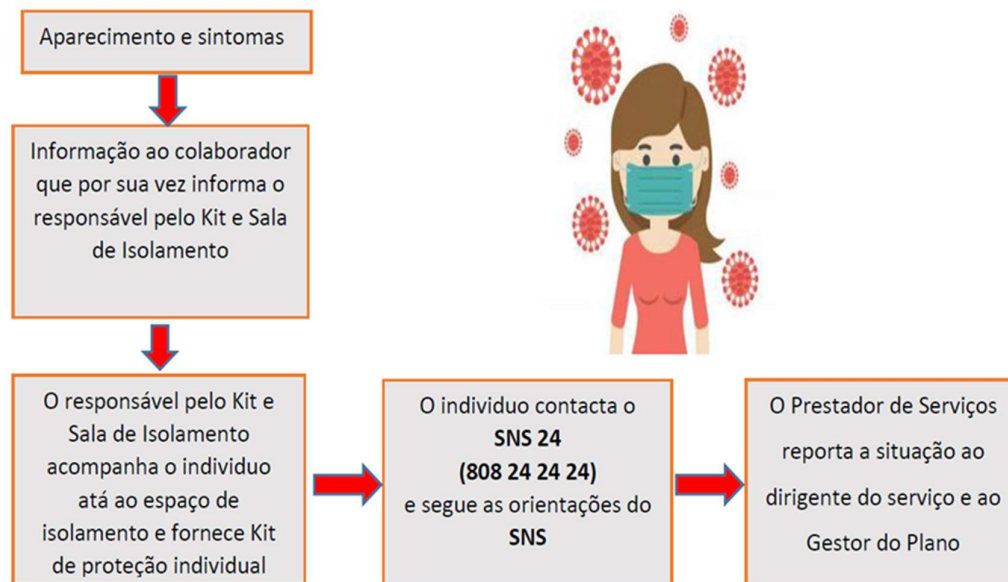 Aparecimento e sintomas
Informação ao colaborador
que por sua vez informa o
responsável pelo Kit e Sala
de Isolamento
O responsável pelo Kit e
Sala de Isolamento
acompanha o individuo
atá ao espaço de
isolamento e fornece Kit
de proteção individual
O individuo contacta o
SNS 24
(808 24 24 24)
e segue as orientações do
SNS
O Prestador de Serviços
reporta a situação ao
dirigente do serviço e ao
Gestor do Plano